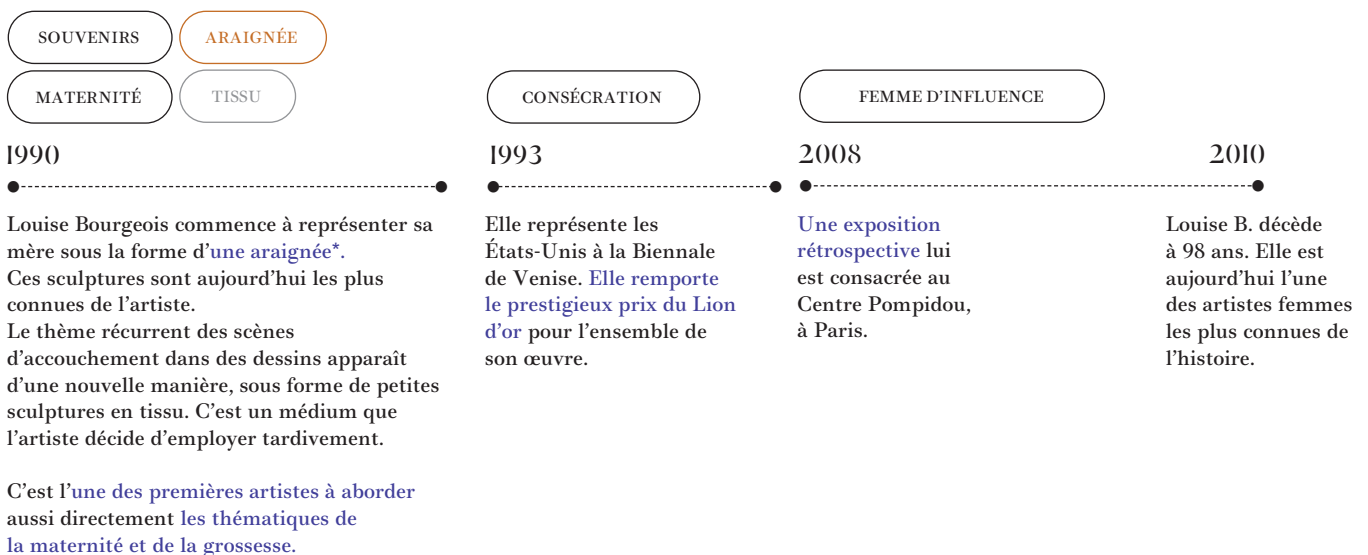 SOUVENIRS
ARAIGNÉE
MATERNITÉ
TISSU
1990
Louise Bourgeois commence à représenter sa
mère sous la forme d'une araignée*.
Ces sculptures sont aujourd'hui les plus
connues de l'artiste.
Le thème récurrent des scènes
d'accouchement dans des dessins apparaît
d'une nouvelle manière, sous forme de petites
sculptures en tissu. C'est un médium que
l'artiste décide d'employer tardivement.
C'est l'une des premières artistes à aborder
aussi directement les thématiques de
la maternité et de la grossesse.
CONSÉCRATION
1993
Elle représente les
États-Unis à la Biennale
de Venise. Elle remporte
le prestigieux prix du Lion
d'or pour l'ensemble de
son œuvre.
FEMME D'INFLUENCE
2008
Une exposition
rétrospective lui
est consacrée au
Centre Pompidou,
à Paris.
2010
Louise B. décède
à 98 ans. Elle est
aujourd'hui l'une
des artistes femmes
les plus connues de
l'histoire.